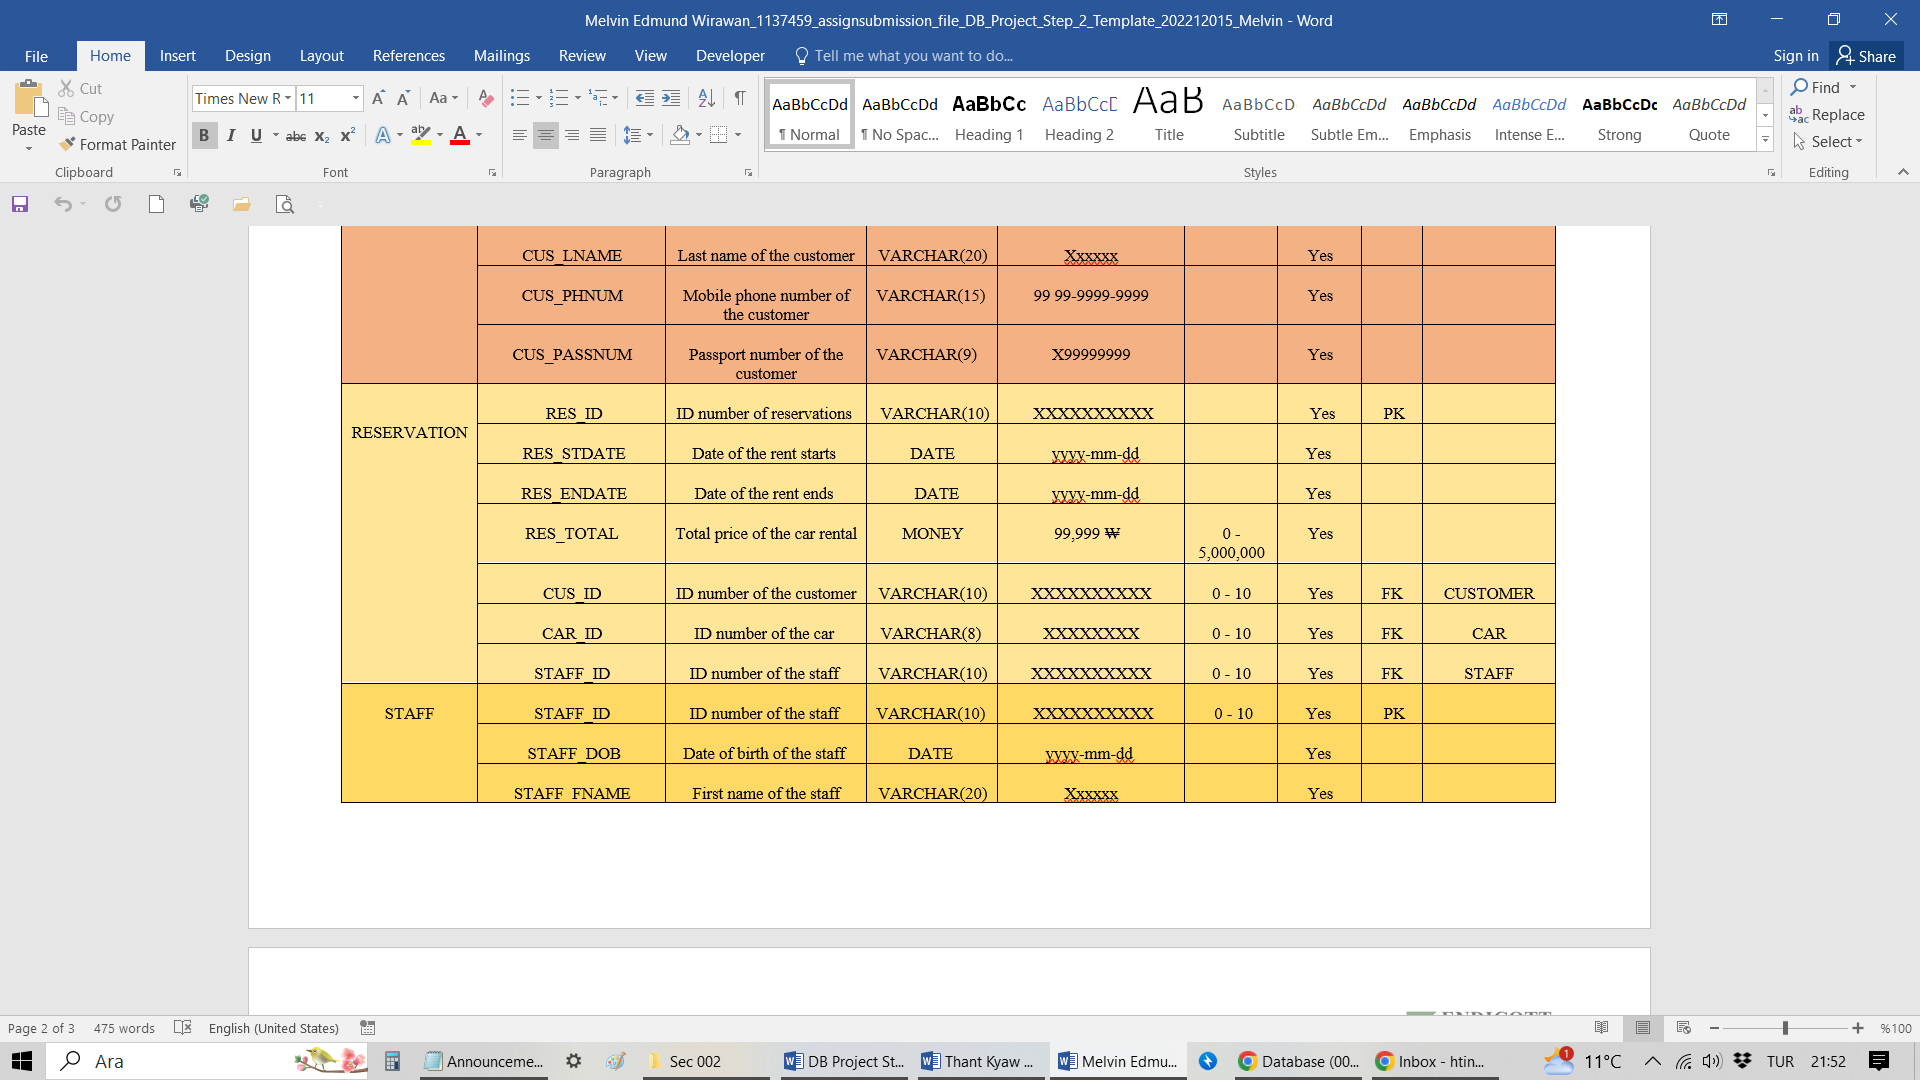 Melvin Edmund Wirawan_1137459_assignsubmission_file_DB_Project_Step_2_Template_202212015_Melvin - Word
File Home Insert Design Layout References Mailings Review View Developer Tell me what you want to do... Sign in Share
Paste Cut Copy Format Painter
Clipboard
Times New R 11 Aa
B I U abc x₂ x² A ab A
Font
Paragraph
AaBbCcDd AaBbCcDd AaBbCc AaBbCcC AaB AaBbCcD AaBbCcDd AaBbCcDd AaBbCcDd AaBbCcDc AaBbCcDd
¶ Normal ¶ No Spac... Heading 1 Heading 2 Title Subtitle Subtle Em... Emphasis Intense E... Strong Quote
Styles
Find
Replace
Select
Editing
CUS_LNAME Last name of the customer VARCHAR(20) Xxxxxx Yes
CUS_PHNUM Mobile phone number of the customer VARCHAR(15) 99 99-9999-9999 Yes
CUS_PASSNUM Passport number of the customer VARCHAR(9) X99999999 Yes
RESERVATION RES_ID ID number of reservations VARCHAR(10) XXXXXXXXXX Yes PK
RES_STDATE Date of the rent starts DATE yyyy-mm-dd Yes
RES_ENDATE Date of the rent ends DATE yyyy-mm-dd Yes
RES_TOTAL Total price of the car rental MONEY 99,999 ₩ 0 - 5,000,000 Yes
CUS_ID ID number of the customer VARCHAR(10) XXXXXXXXXX 0 - 10 Yes FK CUSTOMER
CAR_ID ID number of the car VARCHAR(8) XXXXXXXX 0 - 10 Yes FK CAR
STAFF_ID ID number of the staff VARCHAR(10) XXXXXXXXXX 0 - 10 Yes FK STAFF
STAFF STAFF_ID ID number of the staff VARCHAR(10) XXXXXXXXXX 0 - 10 Yes PK
STAFF_DOB Date of birth of the staff DATE yyyy-mm-dd Yes
STAFF_FNAME First name of the staff VARCHAR(20) Xxxxxx Yes
Page 2 of 3 475 words English (United States) %100
Ara Announceme... Sec 002 DB Project St... Thant Kyaw ... Melvin Edmu... Database (00... Inbox - htin... 1 11°C TUR 21:52